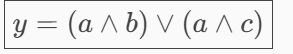 y = (a ∧ b) ∨ (a ∧ c)